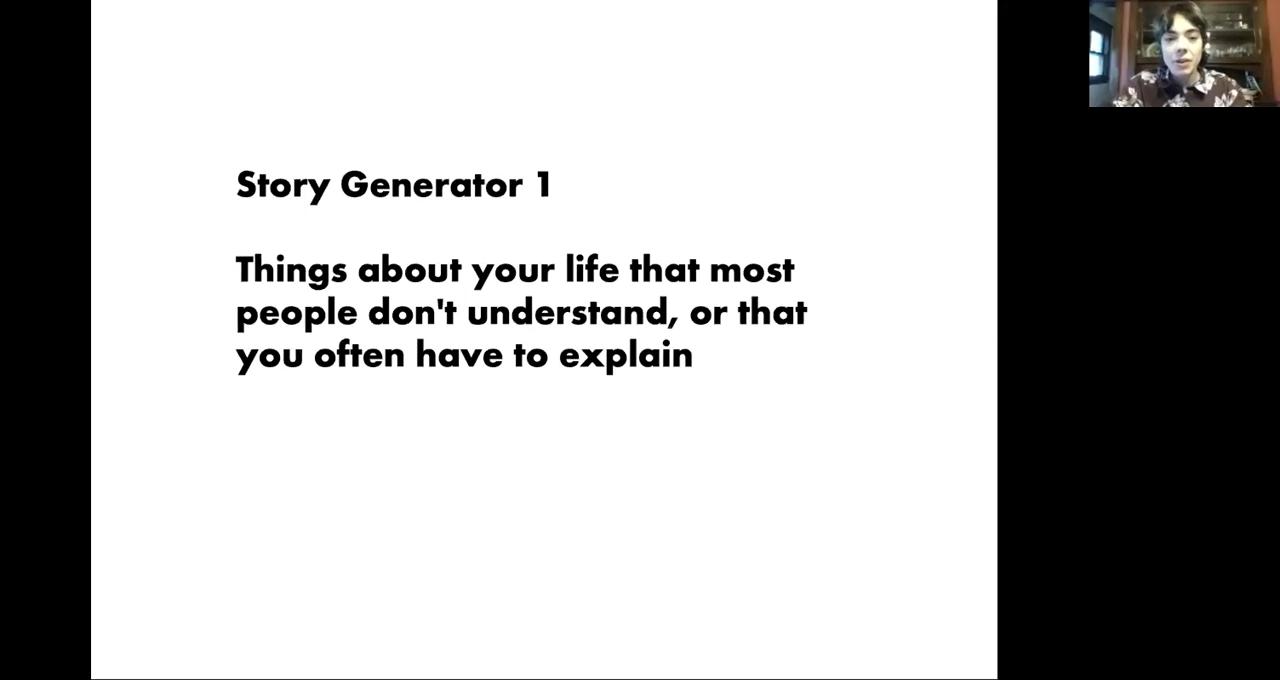 Story Generator 1
Things about your life that most
people don't understand, or that
you often have to explain